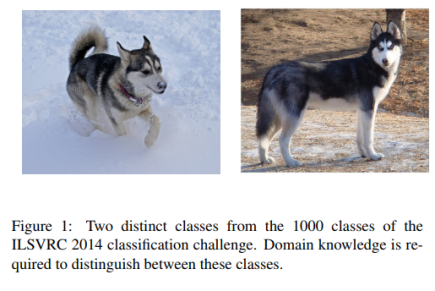 Figure 1: Two distinct classes from the 1000 classes of the
ILSVRC 2014 classification challenge. Domain knowledge is re-
quired to distinguish between these classes.